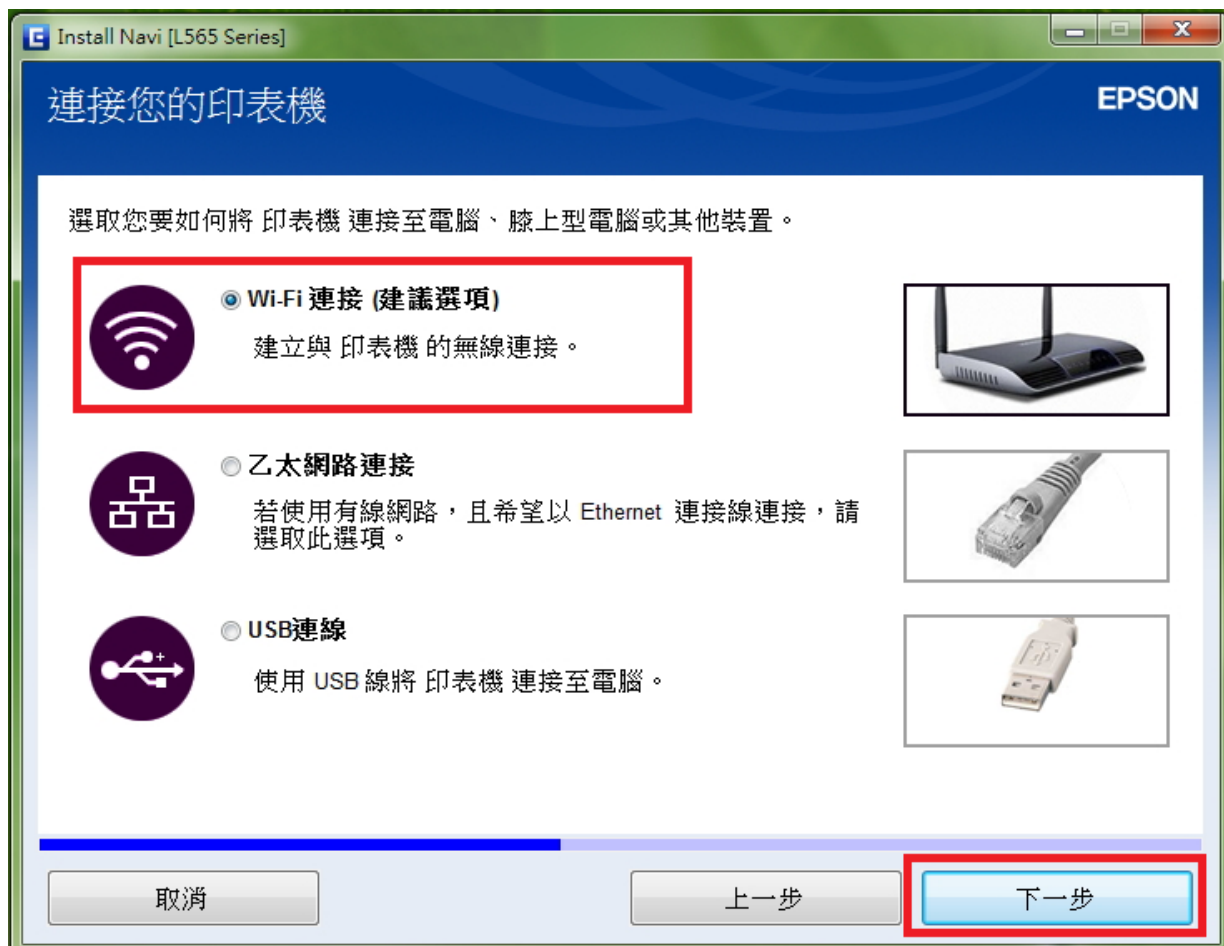 Install Navi [L565 Series]
連接您的印表機
EPSON
選取您要如何將 印表機 連接至電腦、膝上型電腦或其他裝置。
Wi-Fi 連接 (建議選項)
建立與 印表機 的無線連接。
乙太網路連接
若使用有線網路，且希望以 Ethernet 連接線連接，請
選取此選項。
USB連線
使用 USB 線將 印表機 連接至電腦。
取消
上一步
下一步